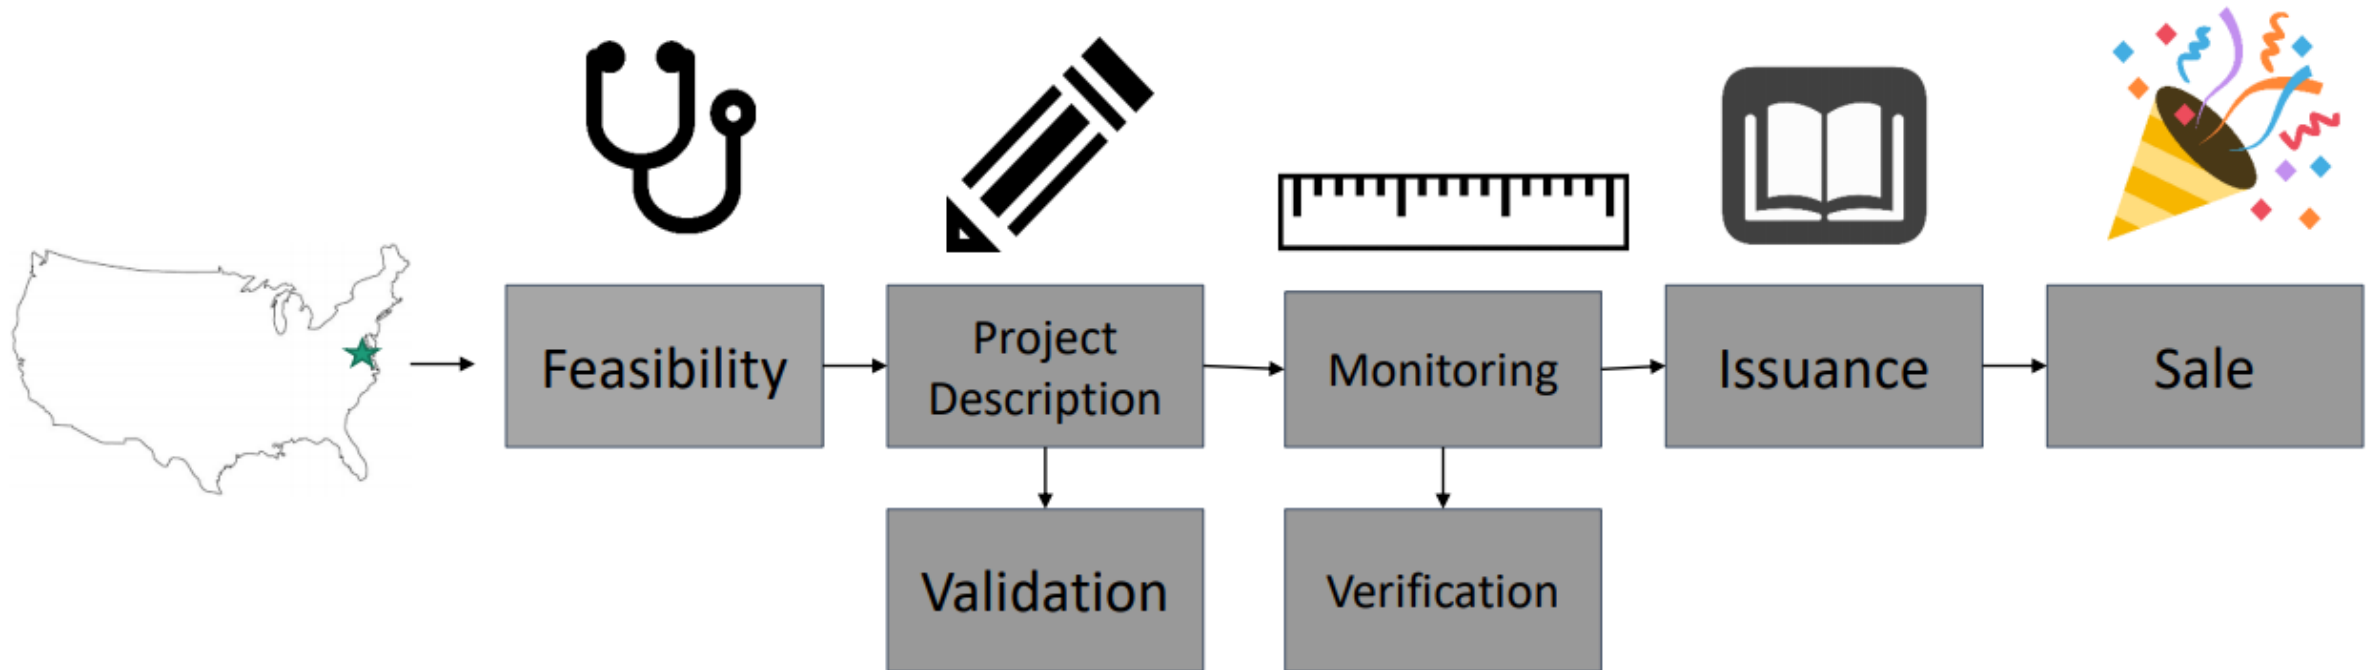 Feasibility
Project
Description
Monitoring
Issuance
Sale
Validation
Verification